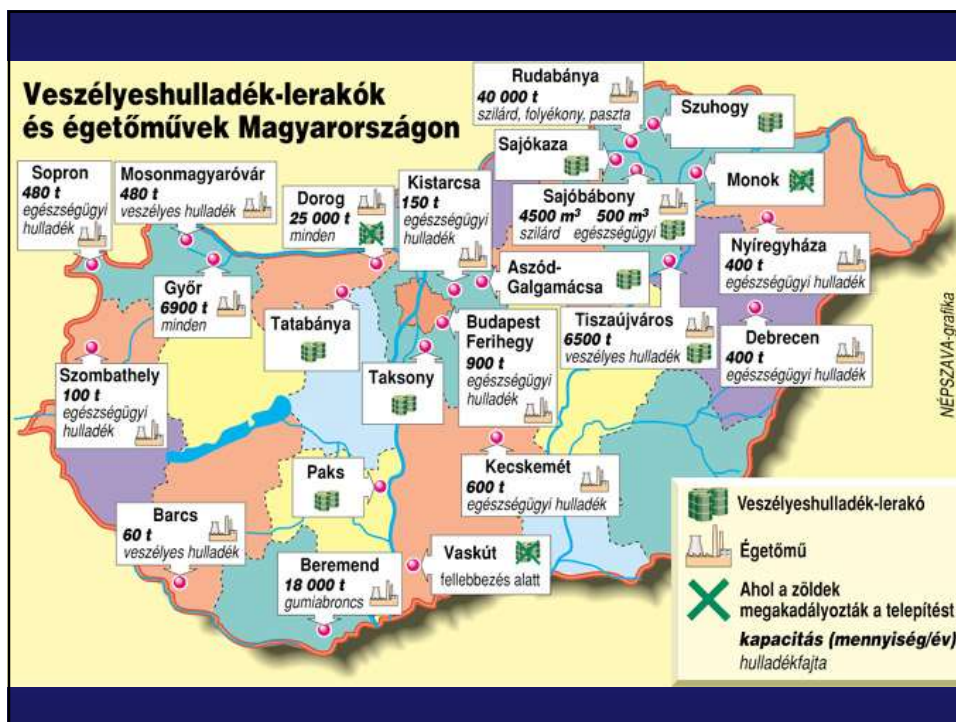 Veszélyeshulladék-lerakók
és égetőművek Magyarországon
Rudabánya
40 000 t
szilárd, folyékony, paszta
Szuhogy
Sajókaza
Monok
Sajóbábony
4500 m³ 500 m³
szilárd egészségügyi
Sopron
480 t
egészségügyi
hulladék
Mosonmagyaróvár
480 t
veszélyes hulladék
Dorog
25 000 t
minden
Kistarcsa
150 t
egészségügyi
hulladék
Nyíregyháza
400 t
egészségügyi hulladék
Aszód-
Galgamácsa
Győr
6900 t
minden
Tatabánya
Taksony
Budapest
Ferihegy
900 t
egészségügyi
hulladék
Tiszaújváros
6500 t
veszélyes hulladék
Debrecen
400 t
egészségügyi hulladék
Szombathely
100 t
egészségügyi
hulladék
Paks
Kecskemét
600 t
egészségügyi hulladék
Barcs
60 t
veszélyes hulladék
Beremend
18 000 t
gumiabroncs
Vaskút
fellebbezés alatt
NÉPSZAVA-grafika
Veszélyeshulladék-lerakó
Égetőmű
Ahol a zöldek
megakadályozták a telepítést
kapacitás (mennyiség/év)
hulladékfajta